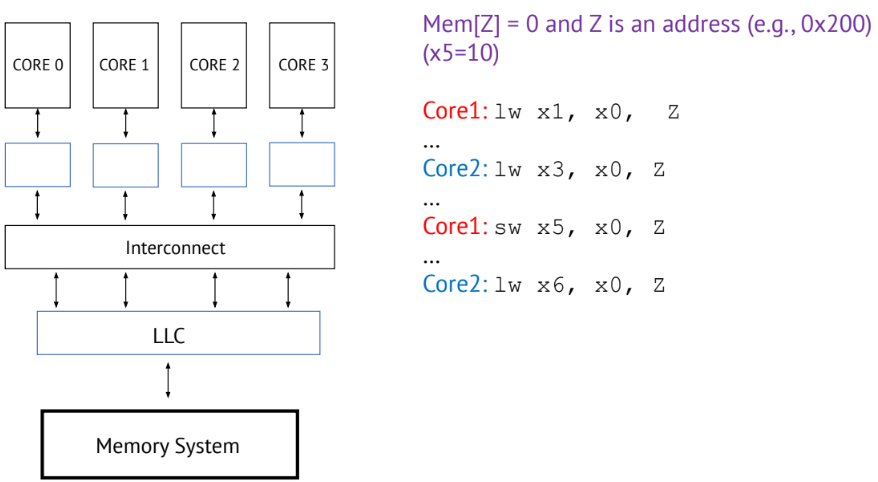 CORE 0
CORE 1
CORE 2
CORE 3
Interconnect
LLC
Memory System
Mem[Z] = 0 and Z is an address (e.g., 0x200)
(x5=10)
Core1: lw x1, x0, Z
...
Core2: lw x3, x0, Z
...
Core1: sw x5, x0, Z
...
Core2: lw x6, x0, Z